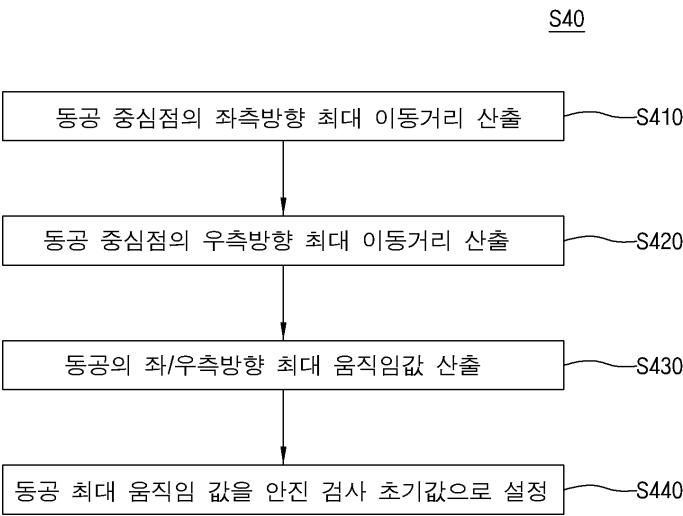 S40
동공 중심점의 좌측방향 최대 이동거리 산출
S410
동공 중심점의 우측방향 최대 이동거리 산출
S420
동공의 좌/우측방향 최대 움직임값 산출
S430
동공 최대 움직임 값을 안진 검사 초기값으로 설정
S440